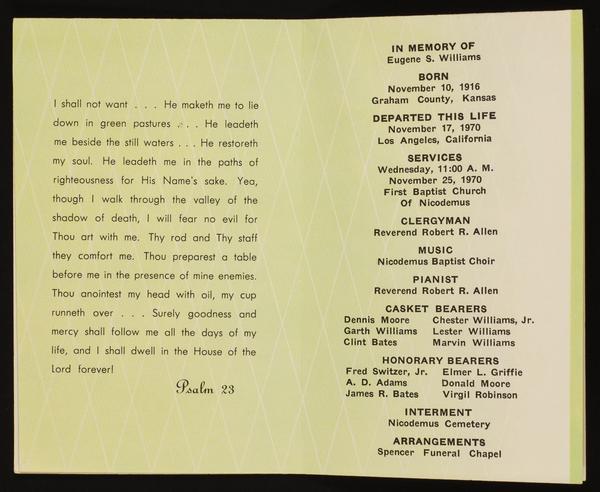 I shall not want . . . He maketh me to lie
down in green pastures . . . He leadeth
me beside the still waters . . . He restoreth
my soul. He leadeth me in the paths of
righteousness for His Name's sake. Yea,
though I walk through the valley of the
shadow of death, I will fear no evil for
Thou art with me. Thy rod and Thy staff
they comfort me. Thou preparest a table
before me in the presence of mine enemies.
Thou anointest my head with oil, my cup
runneth over . . . Surely goodness and
mercy shall follow me all the days of my
life, and I shall dwell in the House of the
Lord forever!
Psalm 23
IN MEMORY OF
Eugene S. Williams
BORN
November 10, 1916
Graham County, Kansas
DEPARTED THIS LIFE
November 17, 1970
Los Angeles, California
SERVICES
Wednesday, 11:00 A. M.
November 25, 1970
First Baptist Church
Of Nicodemus
CLERGYMAN
Reverend Robert R. Allen
MUSIC
Nicodemus Baptist Choir
PIANIST
Reverend Robert R. Allen
CASKET BEARERS
Dennis Moore Chester Williams, Jr.
Garth Williams Lester Williams
Clint Bates Marvin Williams
HONORARY BEARERS
Fred Switzer, Jr. Elmer L. Griffie
A. D. Adams Donald Moore
James R. Bates Virgil Robinson
INTERMENT
Nicodemus Cemetery
ARRANGEMENTS
Spencer Funeral Chapel